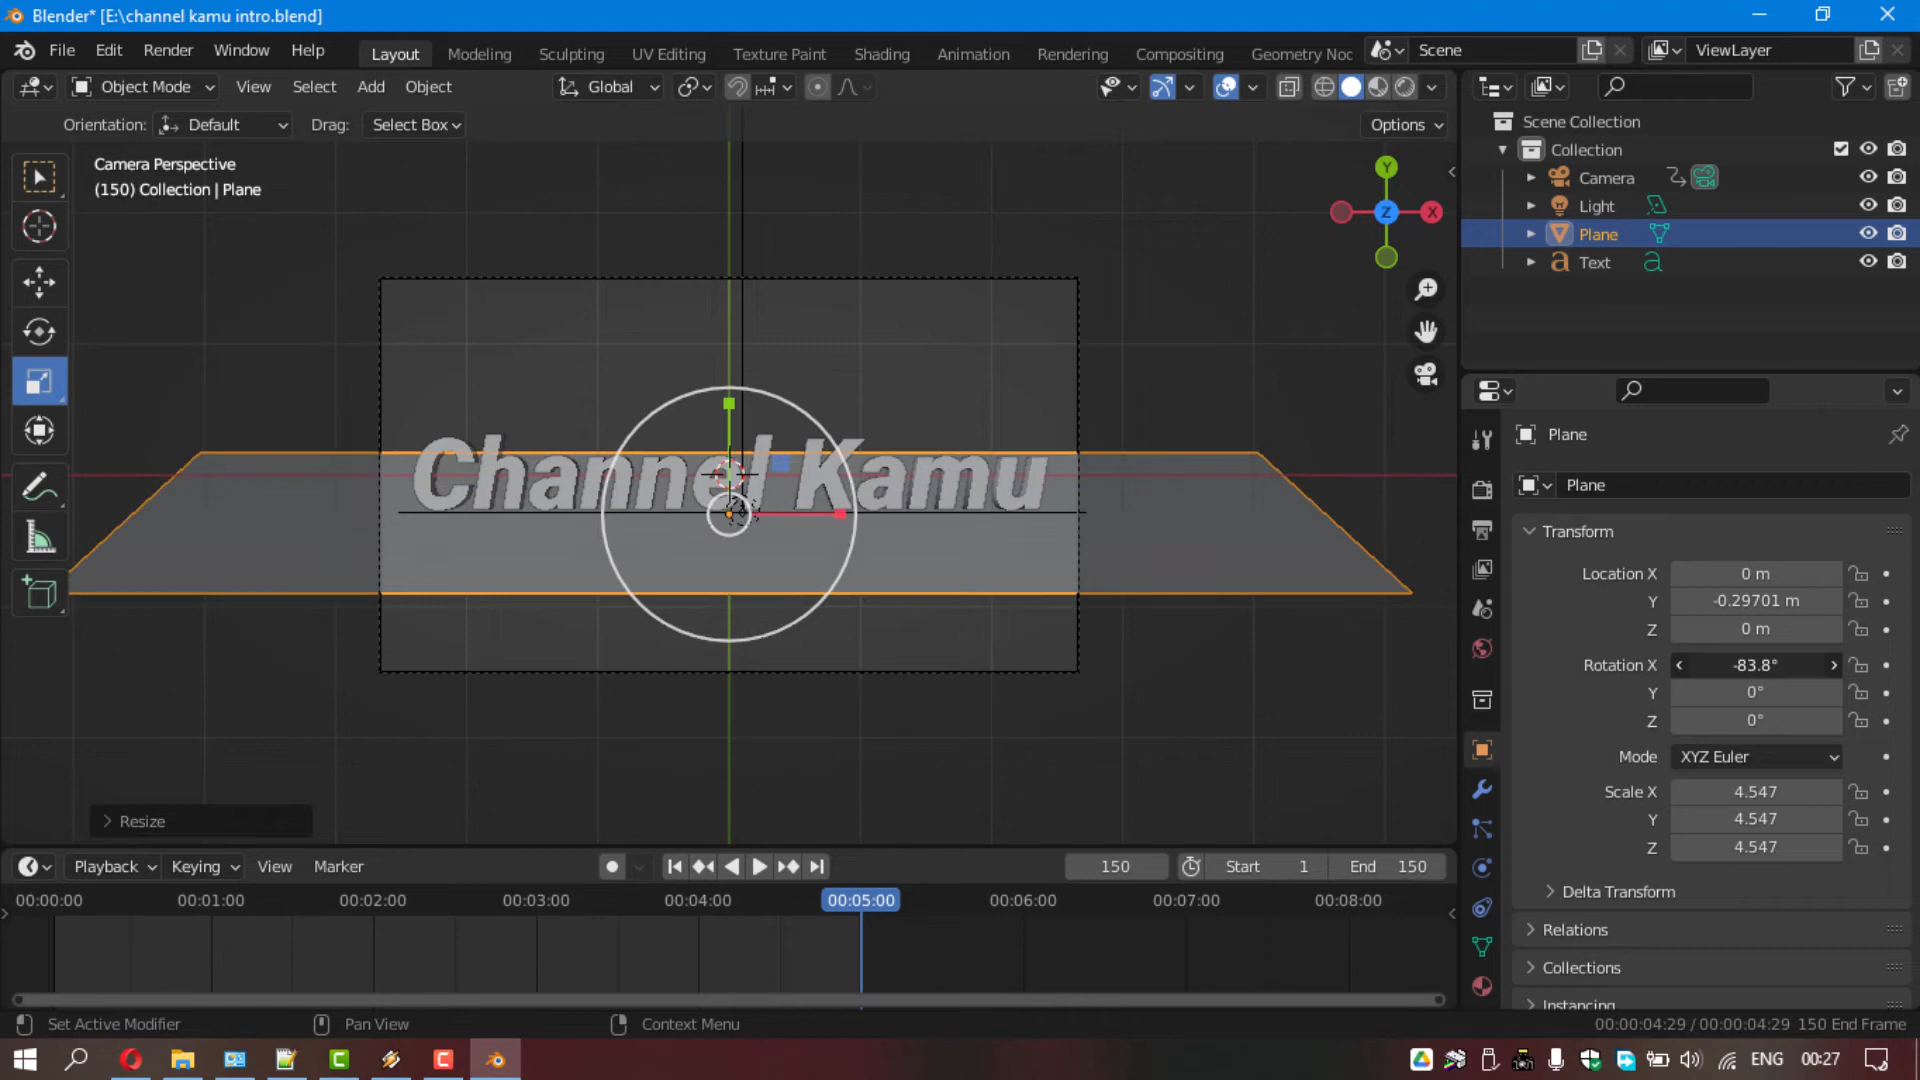 Blender* [E:\channel kamu intro.blend]
File Edit Render Window Help Layout Modeling Sculpting UV Editing Texture Paint Shading Animation Rendering Compositing Geometry Noc Scene ViewLayer
Object Mode View Select Add Object Global
Orientation: Default Drag: Select Box Options
Camera Perspective
(150) Collection | Plane
Y
X
Z
Channel Kamu
Resize
Scene Collection
Collection
Camera
Light
Plane
Text
Plane
Plane
Transform
Location X 0 m
Y -0.29701 m
Z 0 m
Rotation X -83.8°
Y 0°
Z 0°
Mode XYZ Euler
Scale X 4.547
Y 4.547
Z 4.547
Delta Transform
Relations
Collections
Instancing
Playback Keying View Marker 150 Start 1 End 150
00:00:00 00:01:00 00:02:00 00:03:00 00:04:00 00:05:00 00:06:00 00:07:00 00:08:00
Set Active Modifier Pan View Context Menu 00:00:04:29 / 00:00:04:29 150 End Frame
ENG 00:27